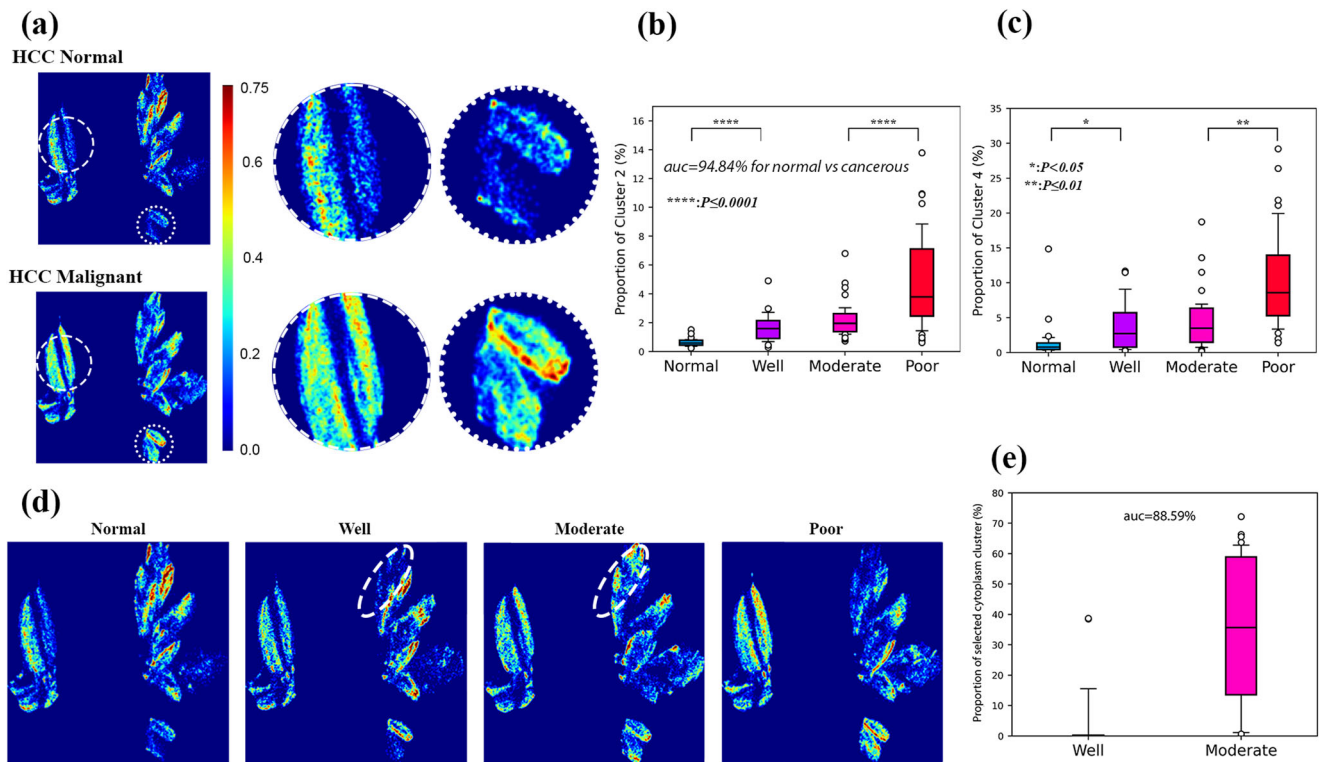 (a)
HCC Normal
HCC Malignant
0.75
0.6
0.4
0.2
0.0
(b)
Proportion of Cluster 2 (%)
16
14
12
10
8
6
4
2
0
****
****
auc=94.84% for normal vs cancerous
****:P≤0.0001
Normal Well Moderate Poor
(c)
Proportion of Cluster 4 (%)
35
30
25
20
15
10
5
0
*
**
*:P<0.05
**:P≤0.01
Normal Well Moderate Poor
(d)
Normal Well Moderate Poor
(e)
Proportion of selected cytoplasm clustrer (%)
80
70
60
50
40
30
20
10
0
auc=88.59%
Well Moderate